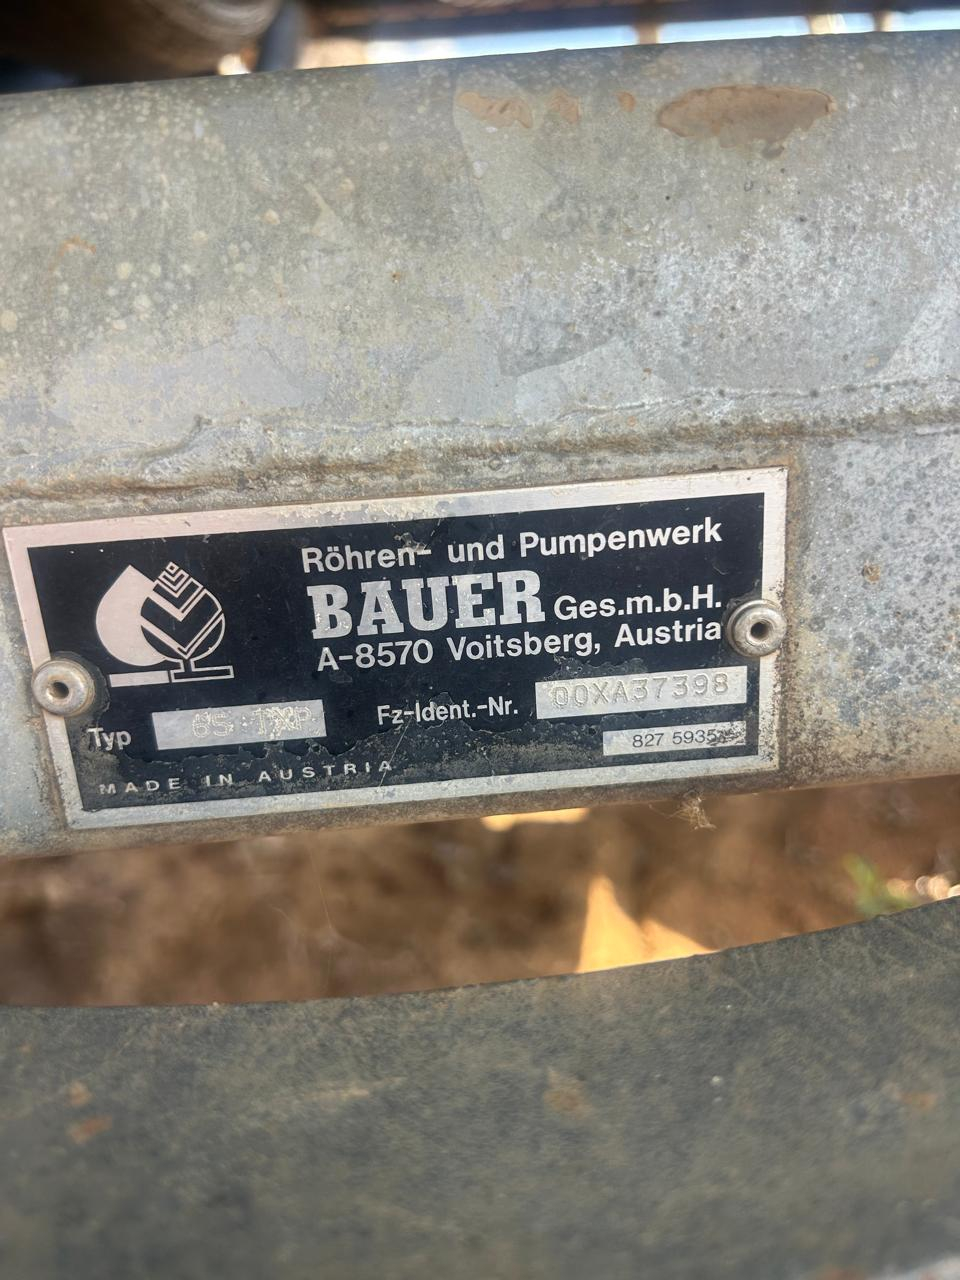 Röhren- und Pumpenwerk
BAUER Ges.m.b.H.
A-8570 Voitsberg, Austria
Typ
Fz-Ident.-Nr. 00XA37398
827 5935
MADE IN AUSTRIA